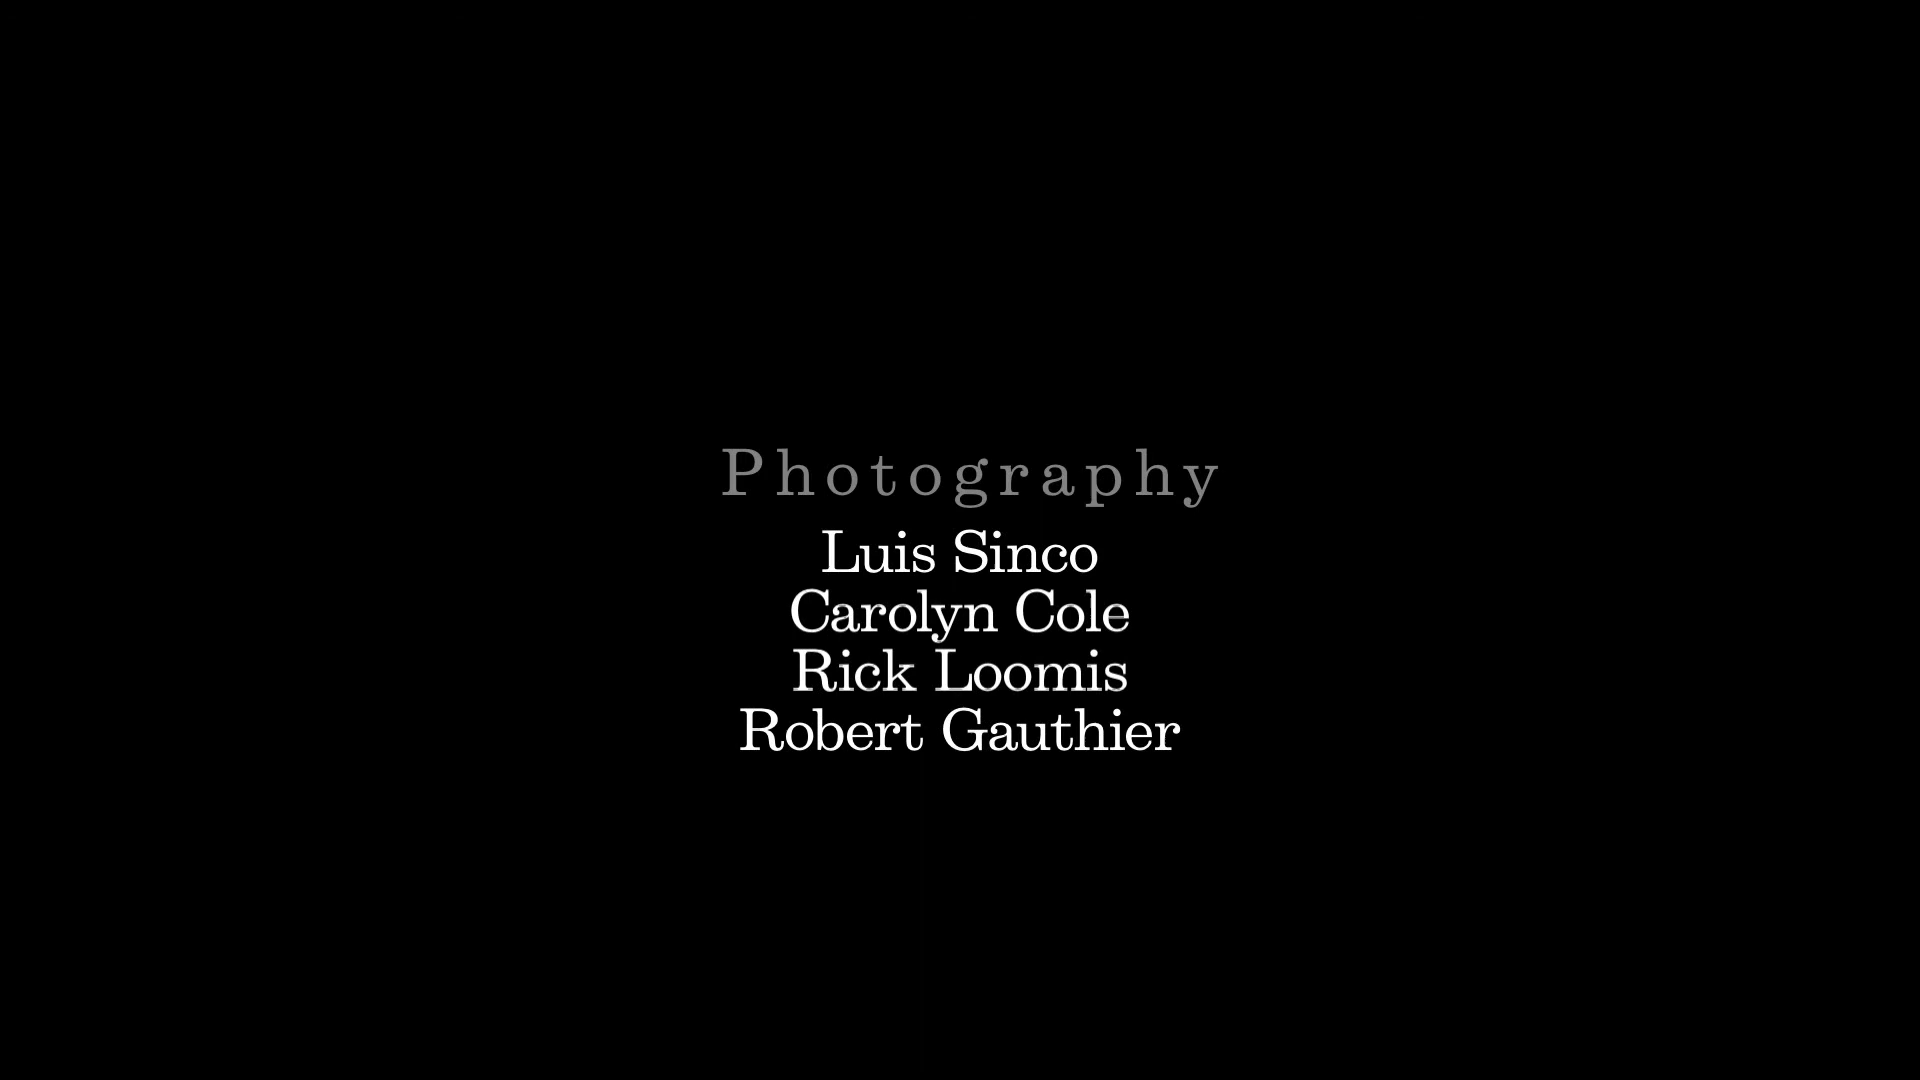 Photography
Luis Sinco
Carolyn Cole
Rick Loomis
Robert Gauthier